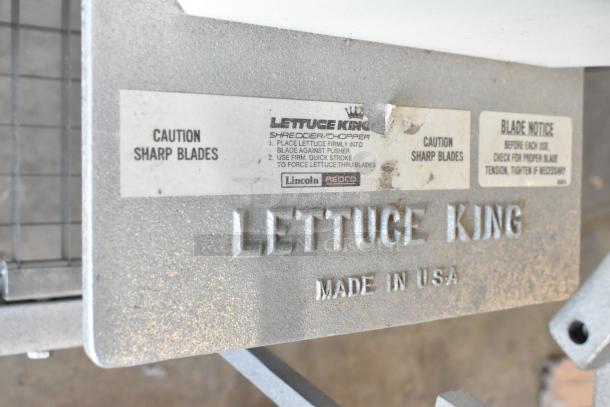 CAUTION
SHARP BLADES
LETTUCE KING
SHREDDER/CHOPPER
1. PLACE LETTUCE FIRMLY INTO
BLADE AGAINST PUSHER
2. USE FIRM, QUICK STROKE
TO FORCE LETTUCE THRU BLADES
Lincoln REDCO
CAUTION
SHARP BLADES
BLADE NOTICE
BEFORE EACH USE,
CHECK FOR PROPER BLADE
TENSION, TIGHTEN IF NECESSARY
LETTUCE KING
MADE IN U.S.A